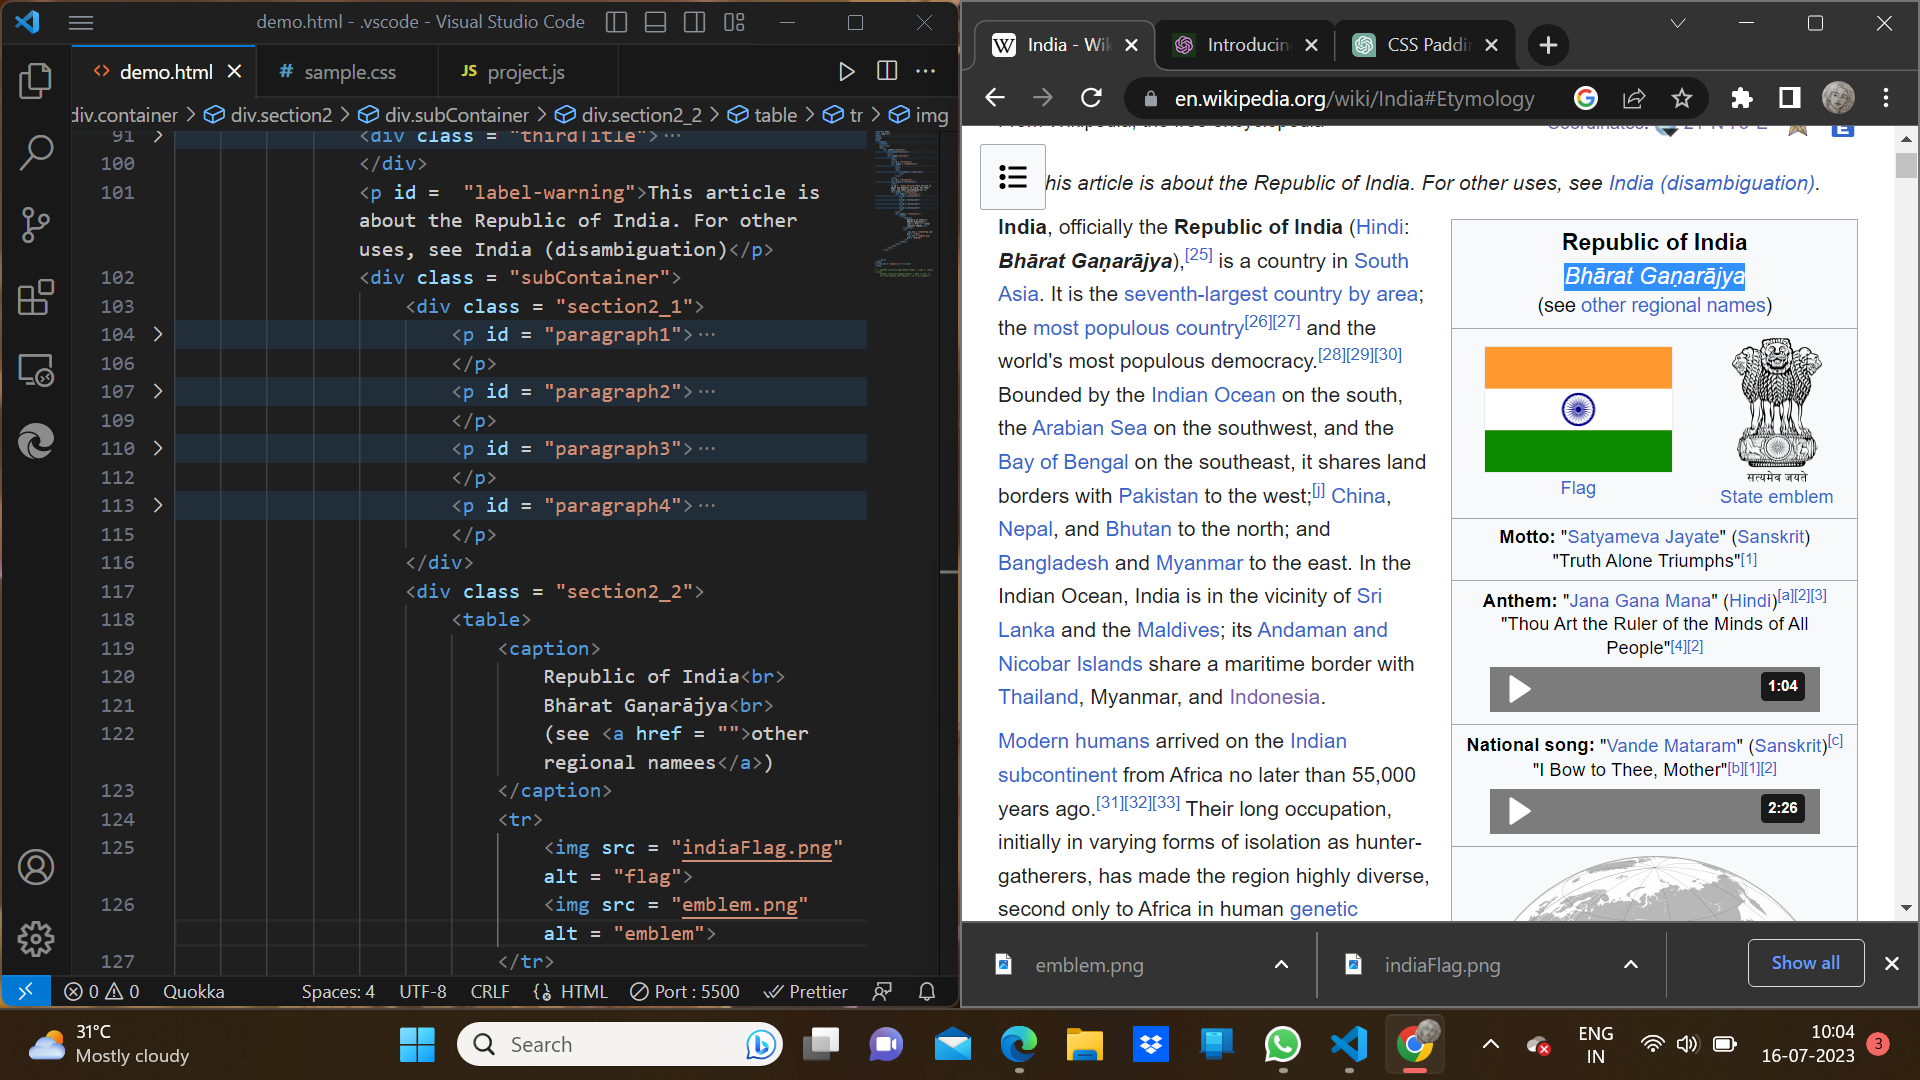 demo.html - .vscode - Visual Studio Code
demo.html
# sample.css
JS project.js
div.container > div.section2 > div.subContainer > div.section2_2 > table > tr > img
91 <div class = "thirdTitle">···
100 </div>
101 <p id =  "label-warning">This article is
about the Republic of India. For other
uses, see India (disambiguation)</p>
102 <div class = "subContainer">
103 <div class = "section2_1">
104 <p id = "paragraph1">···
106 </p>
107 <p id = "paragraph2">···
109 </p>
110 <p id = "paragraph3">···
112 </p>
113 <p id = "paragraph4">···
115 </p>
116 </div>
117 <div class = "section2_2">
118 <table>
119 <caption>
120 Republic of India<br>
121 Bhārat Gaṇarājya<br>
122 (see <a href = "">other
regional namees</a>)
123 </caption>
124 <tr>
125 <img src = "indiaFlag.png"
alt = "flag">
126 <img src = "emblem.png"
alt = "emblem">
127 </tr>
0 0 Quokka Spaces: 4 UTF-8 CRLF HTML Port : 5500 Prettier
India - Wik
Introducin
CSS Paddi
en.wikipedia.org/wiki/India#Etymology
From Wikipedia, the free encyclopedia
Coordinates: 21°N 78°E
his article is about the Republic of India. For other uses, see India (disambiguation).
India, officially the Republic of India (Hindi:
Bhārat Gaṇarājya),[25] is a country in South
Asia. It is the seventh-largest country by area;
the most populous country[26][27] and the
world's most populous democracy.[28][29][30]
Bounded by the Indian Ocean on the south,
the Arabian Sea on the southwest, and the
Bay of Bengal on the southeast, it shares land
borders with Pakistan to the west;[j] China,
Nepal, and Bhutan to the north; and
Bangladesh and Myanmar to the east. In the
Indian Ocean, India is in the vicinity of Sri
Lanka and the Maldives; its Andaman and
Nicobar Islands share a maritime border with
Thailand, Myanmar, and Indonesia.
Modern humans arrived on the Indian
subcontinent from Africa no later than 55,000
years ago.[31][32][33] Their long occupation,
initially in varying forms of isolation as hunter-
gatherers, has made the region highly diverse,
second only to Africa in human genetic
Republic of India
Bhārat Gaṇarājya
(see other regional names)
सत्यमेव जयते
Flag
State emblem
Motto: "Satyameva Jayate" (Sanskrit)
"Truth Alone Triumphs"[1]
Anthem: "Jana Gana Mana" (Hindi)[a][2][3]
"Thou Art the Ruler of the Minds of All
People"[4][2]
1:04
National song: "Vande Mataram" (Sanskrit)[c]
"I Bow to Thee, Mother"[b][1][2]
2:26
emblem.png
indiaFlag.png
Show all
31°C
Mostly cloudy
Search
ENG
IN
10:04
16-07-2023
3